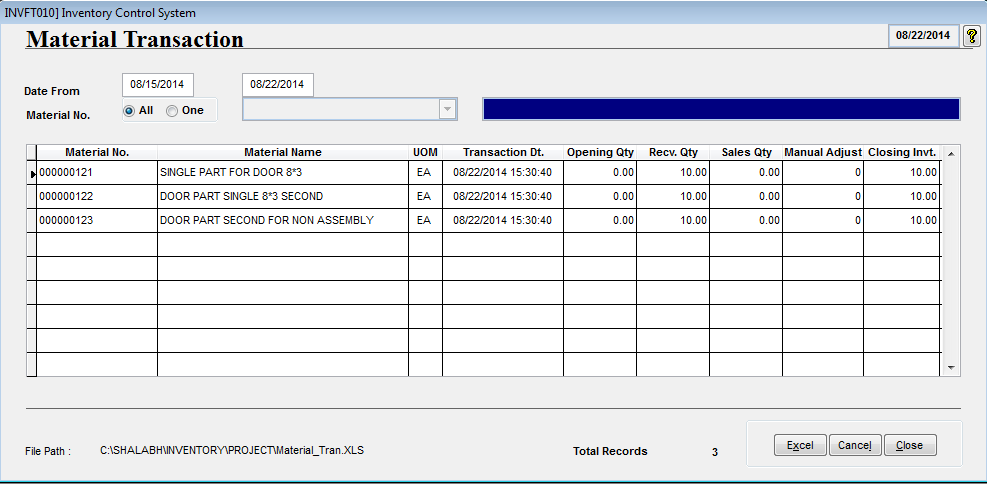 INVFT010] Inventory Control System
Material Transaction 08/22/2014 ?
Date From 08/15/2014 08/22/2014
Material No. All One
Material No. Material Name UOM Transaction Dt. Opening Qty Recv. Qty Sales Qty Manual Adjust Closing Invt.
000000121 SINGLE PART FOR DOOR 8*3 EA 08/22/2014 15:30:40 0.00 10.00 0.00 0 10.00
000000122 DOOR PART SINGLE 8*3 SECOND EA 08/22/2014 15:30:40 0.00 10.00 0.00 0 10.00
000000123 DOOR PART SECOND FOR NON ASSEMBLY EA 08/22/2014 15:30:40 0.00 10.00 0.00 0 10.00
File Path : C:\SHALABH\INVENTORY\PROJECT\Material_Tran.XLS Total Records 3 Excel Cancel Close